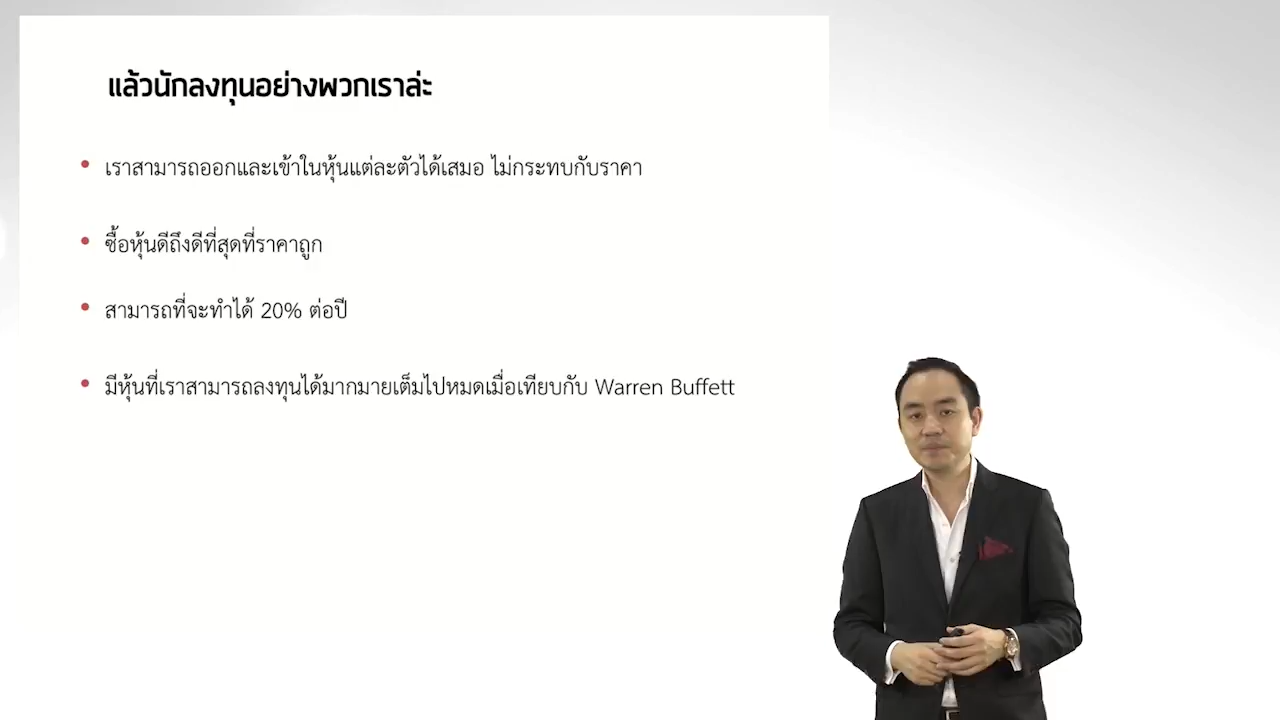 แล้วนักลงทุนอย่างพวกเราล่ะ
• เราสามารถออกและเข้าในหุ้นแต่ละตัวได้เสมอ ไม่กระทบกับราคา
• ซื้อหุ้นดีถึงดีที่สุดที่ราคาถูก
• สามารถที่จะทำได้ 20% ต่อปี
• มีหุ้นที่เราสามารถลงทุนได้มากมายเต็มไปหมดเมื่อเทียบกับ Warren Buffett